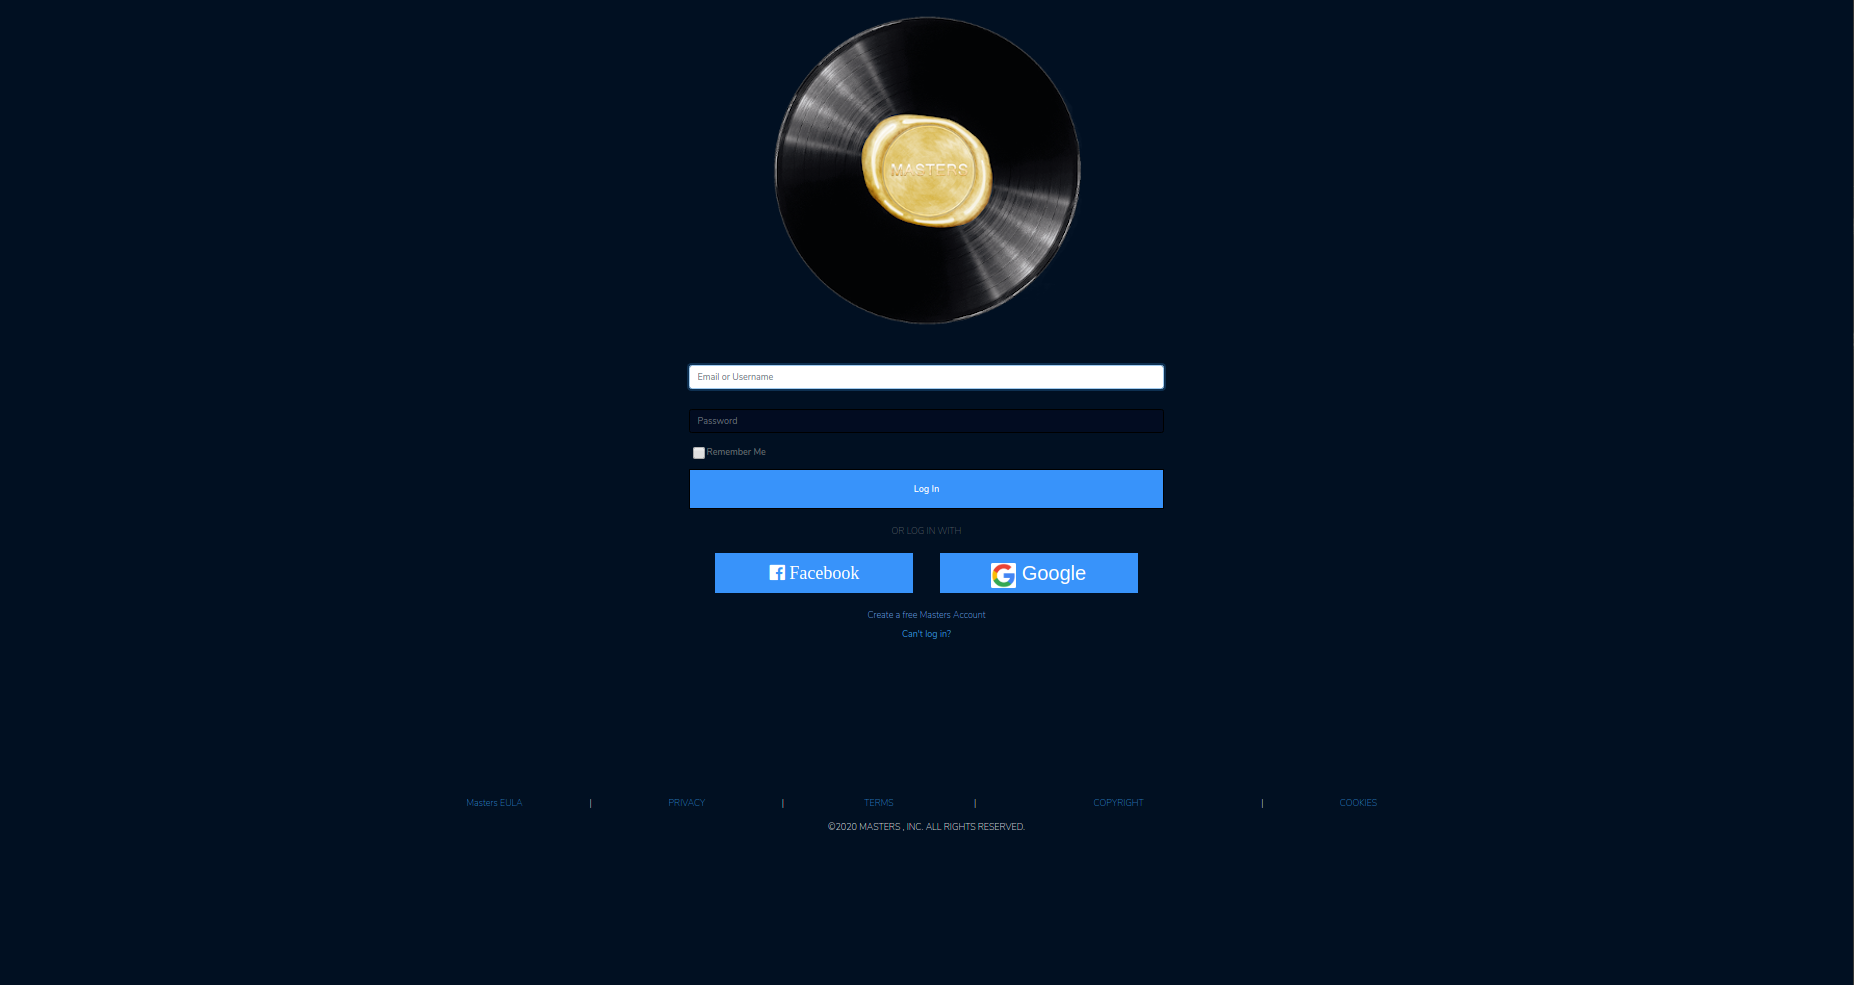 MASTERS
Email or Username
Password
Remember Me
Log In
OR LOG IN WITH
Facebook
Google
Create a free Masters Account
Can't log in?
Masters EULA | PRIVACY | TERMS | COPYRIGHT | COOKIES
©2020 MASTERS , INC. ALL RIGHTS RESERVED.